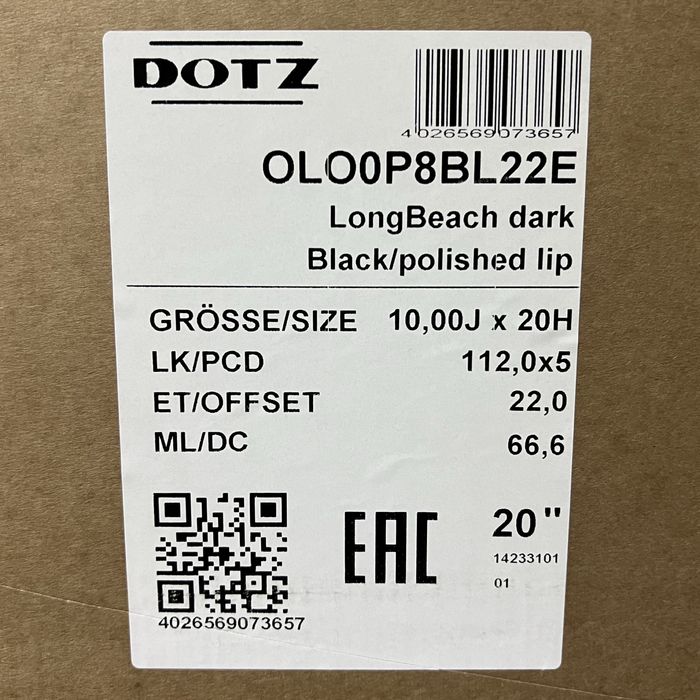 DOTZ
4026569073657
OLO0P8BL22E
LongBeach dark
Black/polished lip
GRÖSSE/SIZE 10,00J x 20H
LK/PCD 112,0x5
ET/OFFSET 22,0
ML/DC 66,6
EAC 20"
14233101
01
4026569073657